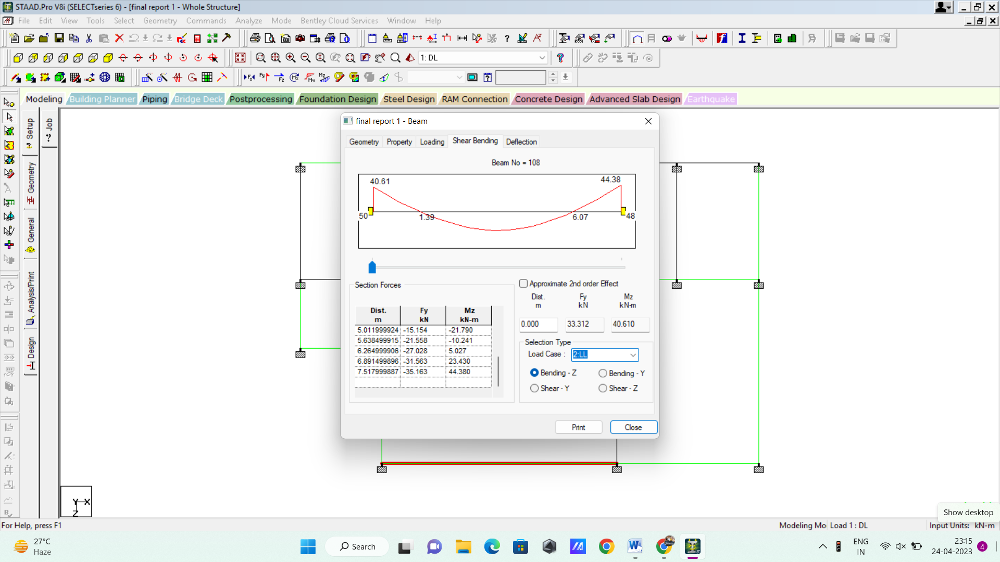 STAAD.Pro V8i (SELECTseries 6) - [final report 1 - Whole Structure]
File Edit View Tools Select Geometry Commands Analyze Mode Bentley Cloud Services Window Help
1: DL
Modeling Building Planner Piping Bridge Deck Postprocessing Foundation Design Steel Design RAM Connection Concrete Design Advanced Slab Design Earthquake
Setup
Geometry
General
Analysis/Print
Design
Job
final report 1 - Beam
Geometry Property Loading Shear Bending Deflection
Beam No = 108
40.61 44.38
50 1.39 6.07 48
Section Forces
Dist. Fy Mz
m kN kN-m
5.011999924 -15.154 -21.790
5.638499915 -21.558 -10.241
6.264999906 -27.028 5.027
6.891499896 -31.563 23.430
7.517999887 -35.163 44.380
Approximate 2nd order Effect
Dist. Fy Mz
m kN kN-m
0.000 33.312 40.610
Selection Type
Load Case : 2:LL
Bending - Z Bending - Y
Shear - Y Shear - Z
Print Close
Y X
Z
Show desktop
For Help, press F1
Modeling Mo Load 1 : DL Input Units: kN-m
27°C
Haze
Search
ENG
IN
23:15
24-04-2023
4